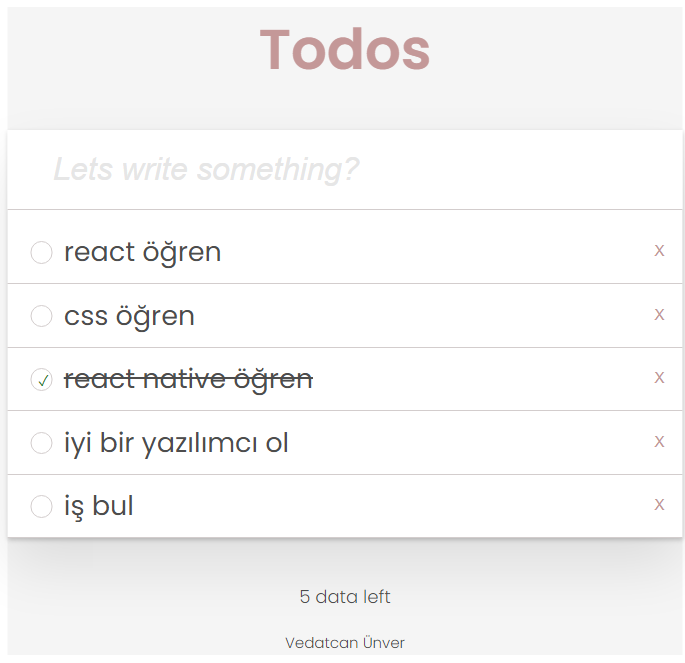 Todos
Lets write something?
react öğren x
css öğren x
react native öğren x
iyi bir yazılımcı ol x
iş bul x
5 data left
Vedatcan Ünver